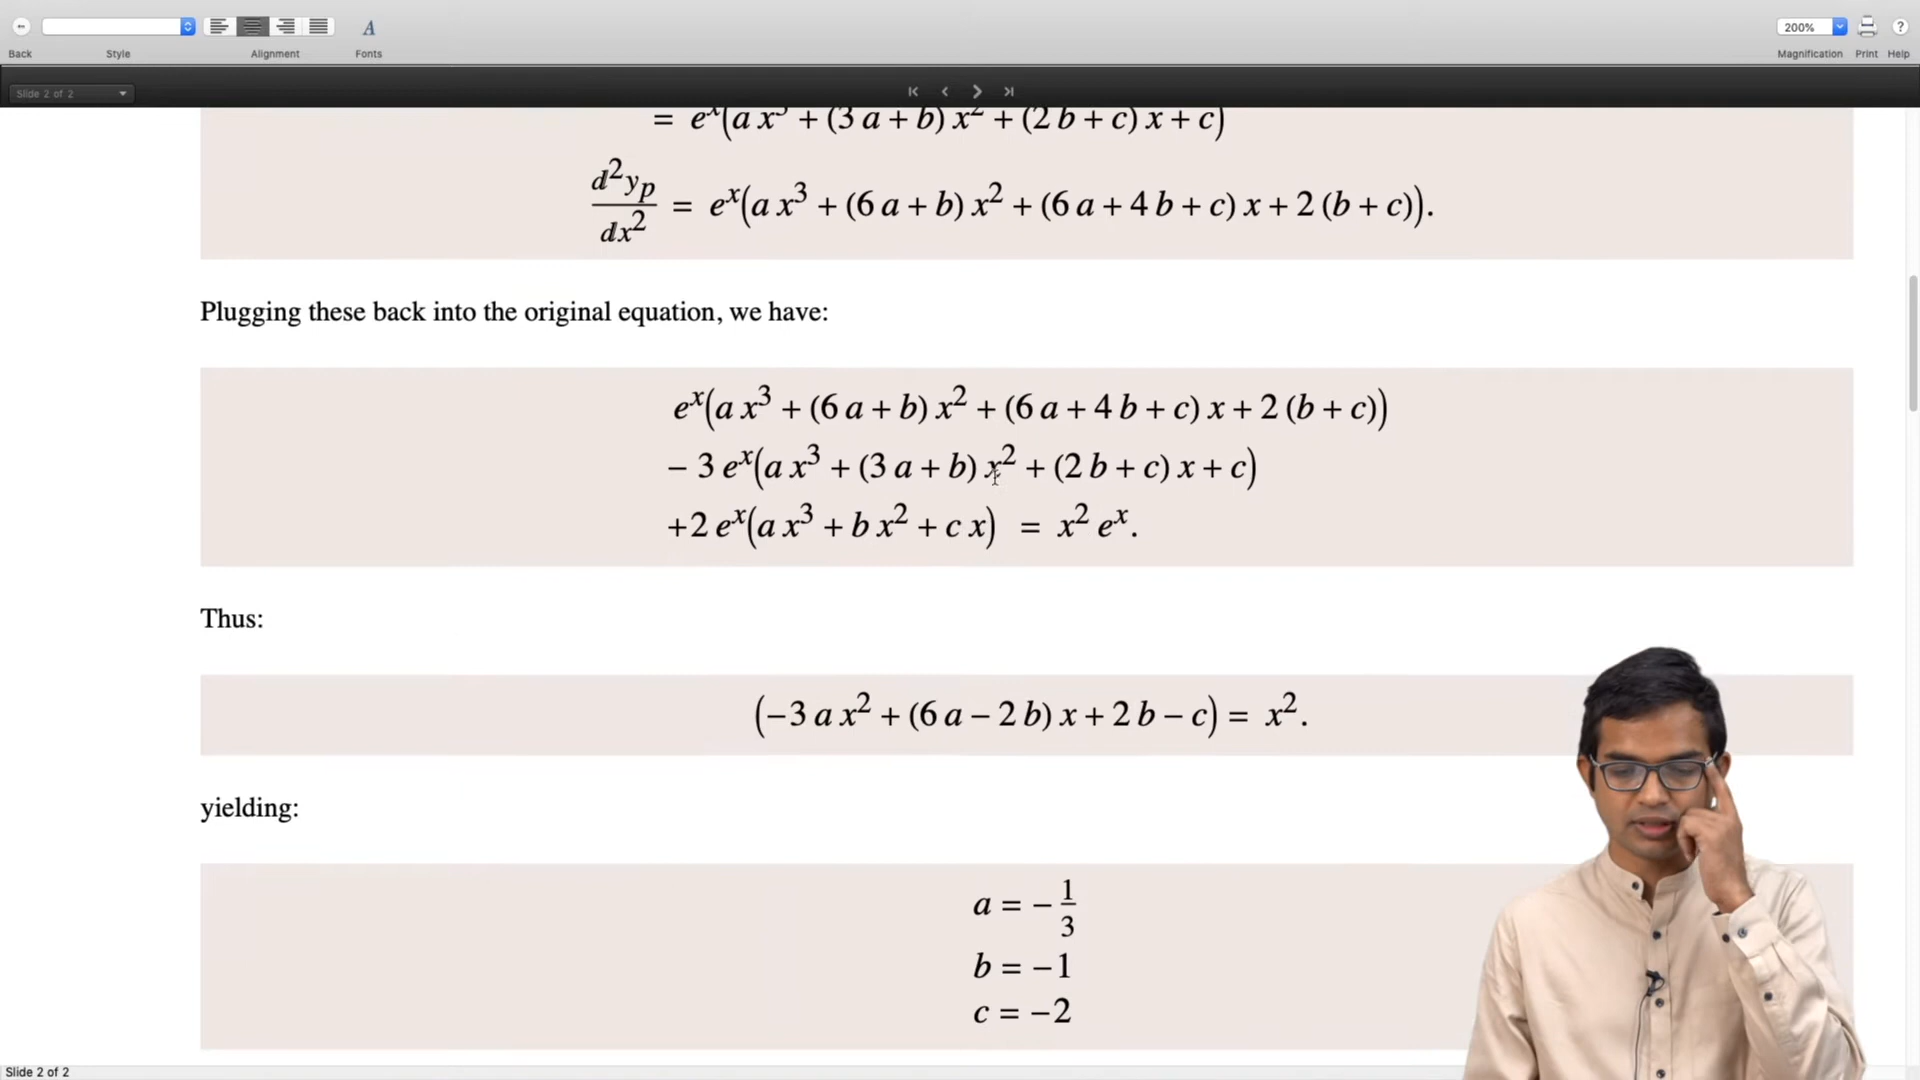 200%
Back Style Alignment Fonts Magnification Print Help
Slide 2 of 2
= e^x(a x^3 + (3 a + b) x^2 + (2 b + c) x + c)
d^2y_p/dx^2 = e^x(a x^3 + (6 a + b) x^2 + (6 a + 4 b + c) x + 2 (b + c)).
Plugging these back into the original equation, we have:
e^x(a x^3 + (6 a + b) x^2 + (6 a + 4 b + c) x + 2 (b + c))
− 3 e^x(a x^3 + (3 a + b) x^2 + (2 b + c) x + c)
+2 e^x(a x^3 + b x^2 + c x) = x^2 e^x.
Thus:
(−3 a x^2 + (6 a − 2 b) x + 2 b − c) = x^2.
yielding:
a = − 1/3
b = −1
c = −2
Slide 2 of 2